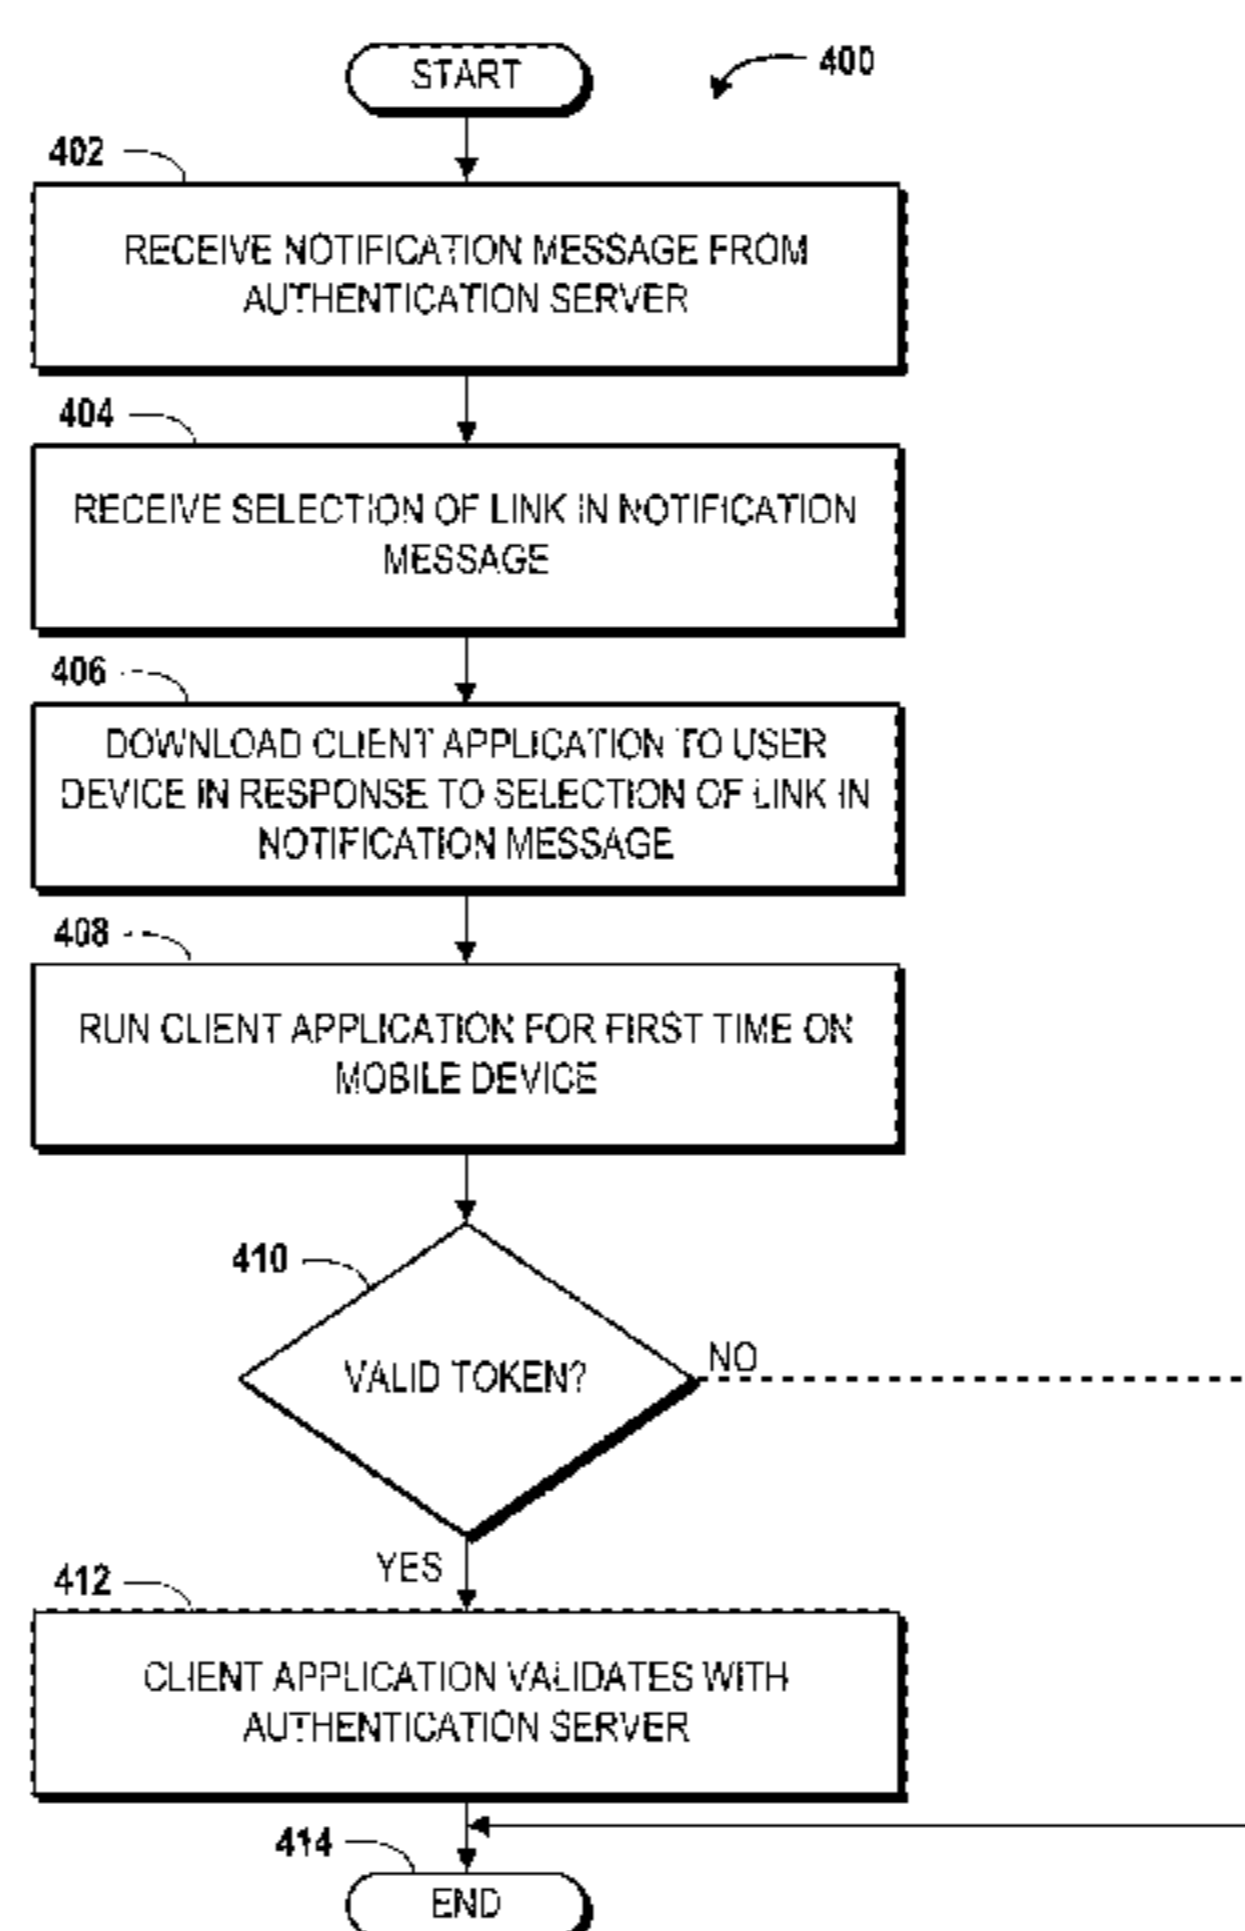 START
400
402
RECEIVE NOTIFICATION MESSAGE FROM
AUTHENTICATION SERVER
404
RECEIVE SELECTION OF LINK IN NOTIFICATION
MESSAGE
406
DOWNLOAD CLIENT APPLICATION TO USER
DEVICE IN RESPONSE TO SELECTION OF LINK IN
NOTIFICATION MESSAGE
408
RUN CLIENT APPLICATION FOR FIRST TIME ON
MOBILE DEVICE
410
VALID TOKEN?
NO
YES
412
CLIENT APPLICATION VALIDATES WITH
AUTHENTICATION SERVER
414
END